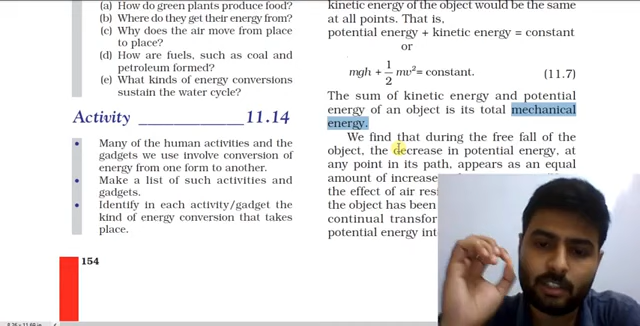 (a) How do green plants produce food?
(b) Where do they get their energy from?
(c) Why does the air move from place
to place?
(d) How are fuels, such as coal and
petroleum formed?
(e) What kinds of energy conversions
sustain the water cycle?
Activity _____________ 11.14
• Many of the human activities and the
gadgets we use involve conversion of
energy from one form to another.
• Make a list of such activities and
gadgets.
• Identify in each activity/gadget the
kind of energy conversion that takes
place.
154
kinetic energy of the object would be the same
at all points. That is,
potential energy + kinetic energy = constant
or
mgh + 1/2 mv² = constant. (11.7)
The sum of kinetic energy and potential
energy of an object is its total mechanical
energy.
We find that during the free fall of the
object, the decrease in potential energy, at
any point in its path, appears as an equal
amount of increase
the effect of air
the object has been
continual
potential energy